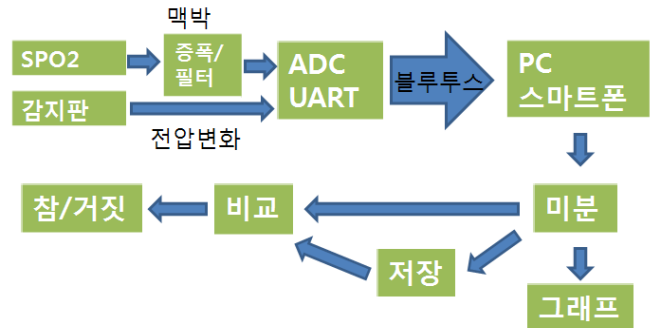 맥박
SPO2
증폭/
필터
ADC
UART
블루투스
PC
스마트폰
감지판
전압변화
참/거짓
비교
미분
저장
그래프